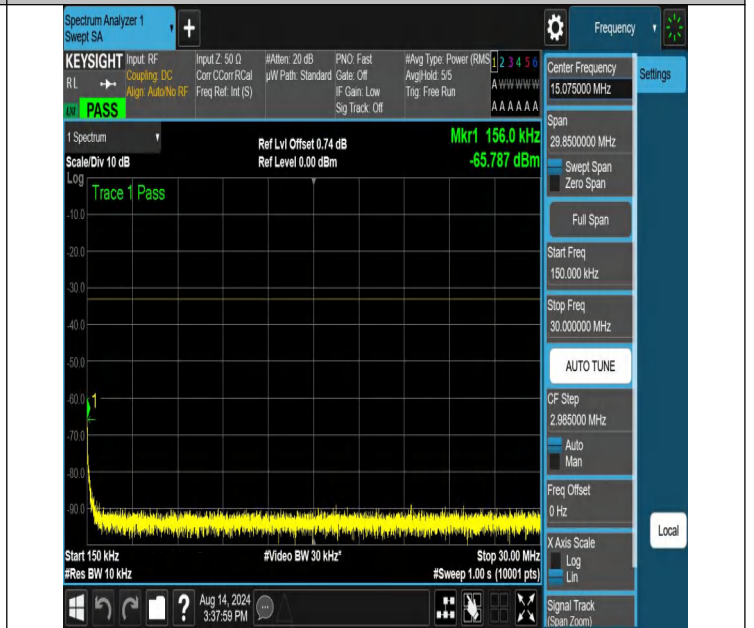 Spectrum Analyzer 1
Swept SA
+
Frequency
KEYSIGHT
RL
PASS
Input: RF
Coupling: DC
Align: Auto/No RF
Input Z: 50 Ω
Corr CCorr RCal
Freq Ref: Int (S)
#Atten: 20 dB
µW Path: Standard
PNO: Fast
Gate: Off
IF Gain: Low
Sig Track: Off
#Avg Type: Power (RMS
Avg|Hold: 5/5
Trig: Free Run
1 2 3 4 5 6
A W W W W W
A A A A A A
1 Spectrum
Scale/Div 10 dB
Ref Lvl Offset 0.74 dB
Ref Level 0.00 dBm
Mkr1 156.0 kHz
-65.787 dBm
Log
Trace 1 Pass
-10.0
-20.0
-30.0
-40.0
-50.0
-60.0
1
-70.0
-80.0
-90.0
Start 150 kHz
#Res BW 10 kHz
#Video BW 30 kHz*
Stop 30.00 MHz
#Sweep 1.00 s (10001 pts)
?
Aug 14, 2024
3:37:59 PM
Center Frequency
15.075000 MHz
Span
29.8500000 MHz
Swept Span
Zero Span
Full Span
Start Freq
150.000 kHz
Stop Freq
30.000000 MHz
AUTO TUNE
CF Step
2.985000 MHz
Auto
Man
Freq Offset
0 Hz
X Axis Scale
Log
Lin
Signal Track
(Span Zoom)
Settings
Local